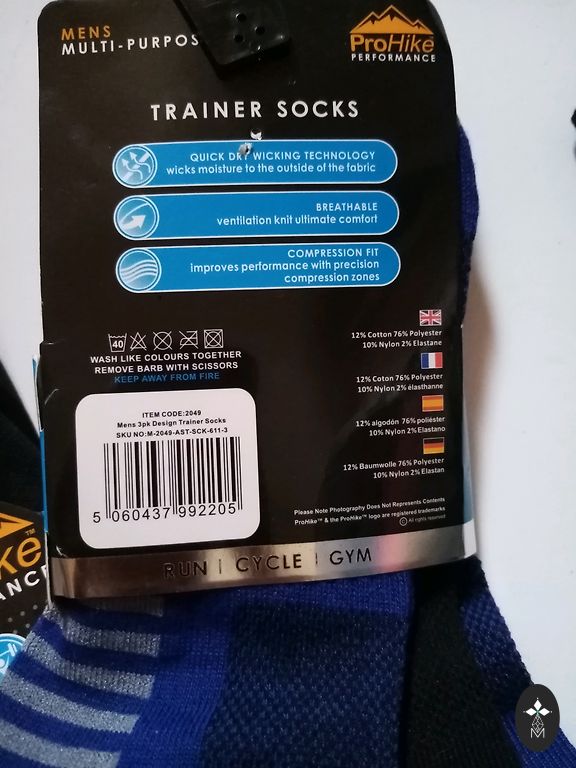 MENS
MULTI-PURPOS
ProHike
PERFORMANCE
TRAINER SOCKS
QUICK DRY WICKING TECHNOLOGY
wicks moisture to the outside of the fabric
BREATHABLE
ventilation knit ultimate comfort
COMPRESSION FIT
improves performance with precision
compression zones
40
WASH LIKE COLOURS TOGETHER
REMOVE BARB WITH SCISSORS
KEEP AWAY FROM FIRE
12% Cotton 76% Polyester
10% Nylon 2% Elastane
12% Coton 76% Polyester
10% Nylon 2% élasthanne
12% algodón 76% poliéster
10% Nylon 2% Elastano
12% Baumwolle 76% Polyester
10% Nylon 2% Elastan
ITEM CODE:2049
Mens 3pk Design Trainer Socks
SKU NO:M-2049-AST-SCK-611-3
5 060437 992205
Please Note Photography Does Not Represents Contents
ProHike™ & the ProHike™ logo are registered trademarks
© All rights reserved
RUN | CYCLE | GYM
ike™
ANCE
M